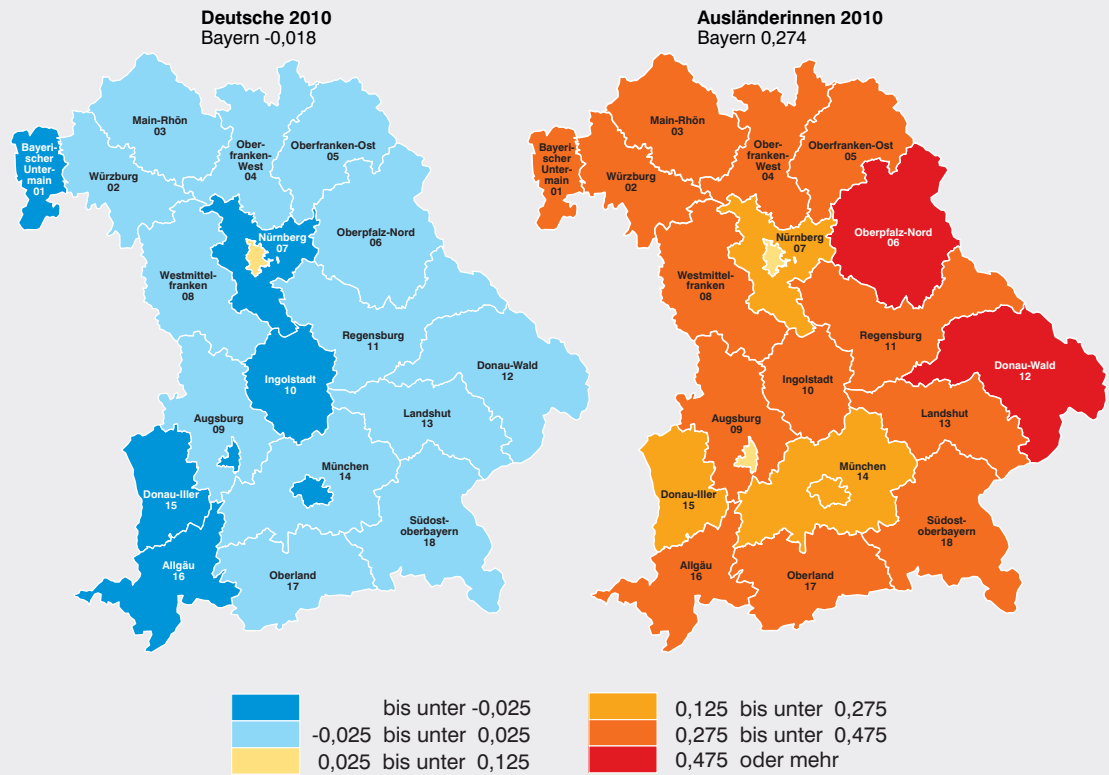 Deutsche 2010
Bayern -0,018
Main-Rhön
03
Bayeri-
scher
Unter-
main
01
Würzburg
02
Ober-
franken-
West
04
Oberfranken-Ost
05
Nürnberg
07
Oberpfalz-Nord
06
Westmittel-
franken
08
Regensburg
11
Ingolstadt
10
Donau-Wald
12
Augsburg
09
Landshut
13
München
14
Donau-Iller
15
Südost-
oberbayern
18
Allgäu
16
Oberland
17
Ausländerinnen 2010
Bayern 0,274
Main-Rhön
03
Bayeri-
scher
Unter-
main
01
Würzburg
02
Ober-
franken-
West
04
Oberfranken-Ost
05
Nürnberg
07
Oberpfalz-Nord
06
Westmittel-
franken
08
Regensburg
11
Ingolstadt
10
Donau-Wald
12
Augsburg
09
Landshut
13
München
14
Donau-Iller
15
Südost-
oberbayern
18
Allgäu
16
Oberland
17
bis unter -0,025
-0,025 bis unter 0,025
0,025 bis unter 0,125
0,125 bis unter 0,275
0,275 bis unter 0,475
0,475 oder mehr